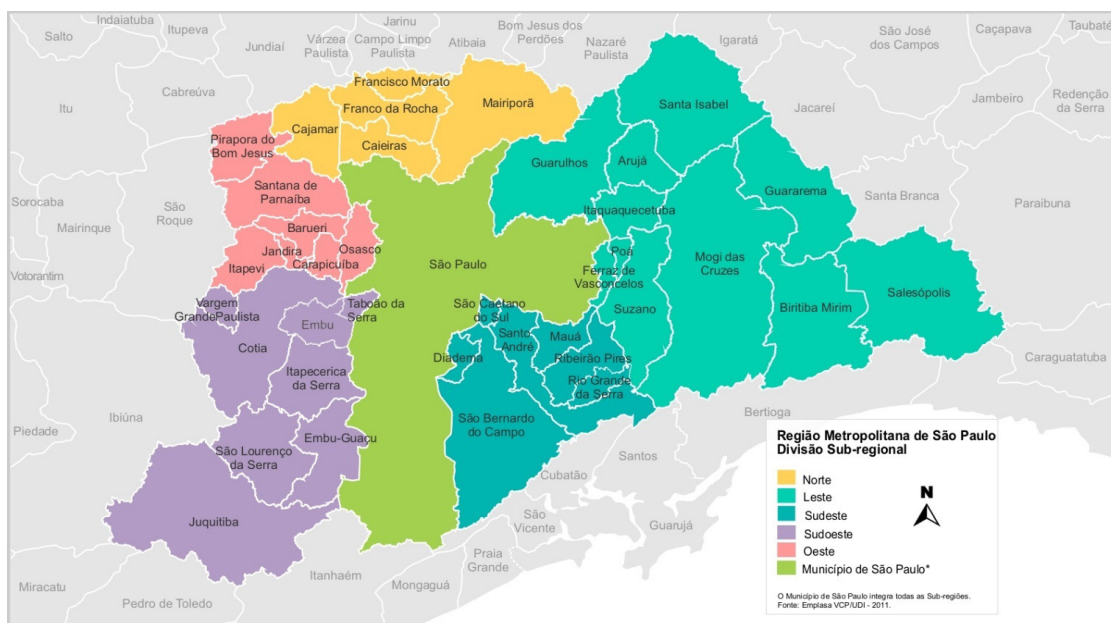 Indaiatuba
Salto
Itupeva
Jundiaí
Jarinu
Várzea
Paulista
Campo Limpo
Paulista
Atibaia
Bom Jesus dos
Perdões
Nazaré
Paulista
Igaratá
São José
dos Campos
Caçapava
Taubaté
Itu
Cabreúva
Francisco Morato
Franco da Rocha
Mairiporã
Cajamar
Caieiras
Santa Isabel
Jacareí
Jambeiro
Redenção
da Serra
Pirapora do
Bom Jesus
Guarulhos
Arujá
Santana de
Parnaíba
Guararema
Santa Branca
Paraibuna
Sorocaba
Mairinque
São
Roque
Itaquaquecetuba
Barueri
Jandira
Osasco
Itapevi
Carapicuíba
São Paulo
Poá
Ferraz de
Vasconcelos
Mogi das
Cruzes
Votorantim
Salesópolis
Vargem
Grande Paulista
Taboão da
Serra
São Caetano
do Sul
Suzano
Biritiba Mirim
Embu
Cotia
Santo
André
Mauá
Diadema
Ribeirão Pires
Caraguatatuba
Itapecerica
da Serra
Rio Grande
da Serra
Ibiúna
Piedade
São Bernardo
do Campo
Bertioga
Embu-Guaçu
São Lourenço
da Serra
Santos
Cubatão
Juquitiba
São
Vicente
Guarujá
Praia
Grande
Itanhaém
Mongaguá
Miracatu
Pedro de Toledo
Região Metropolitana de São Paulo
Divisão Sub-regional
Norte
Leste
Sudeste
Sudoeste
Oeste
Município de São Paulo*
N
O Município de São Paulo integra todas as Sub-regiões.
Fonte: Emplasa VCP/UDI - 2011.